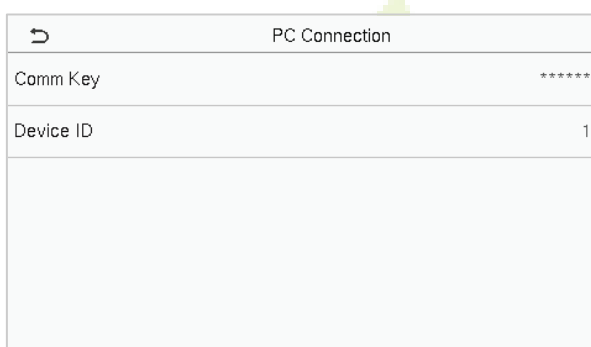 PC Connection
Comm Key ******
Device ID 1